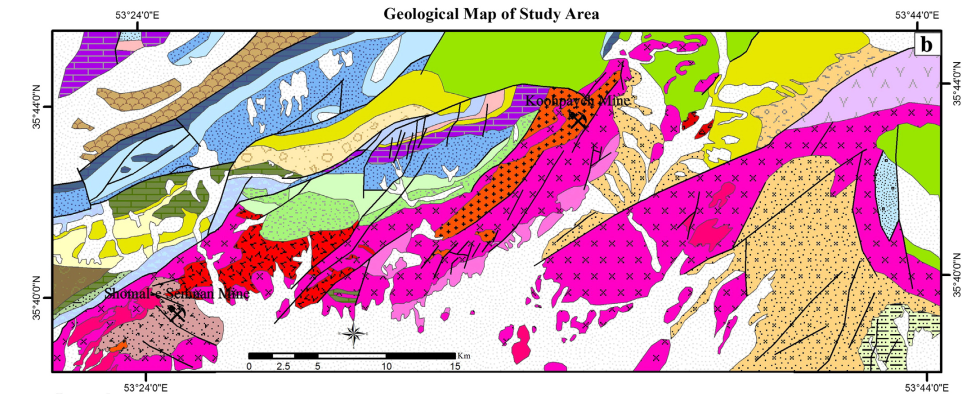 Geological Map of Study Area
53°24'0"E
53°44'0"E
b
35°44'0"N
35°44'0"N
Koohpayeh Mine
35°40'0"N
35°40'0"N
Shomal-e Semnan Mine
Km
0 2.5 5 10 15
53°24'0"E
53°44'0"E